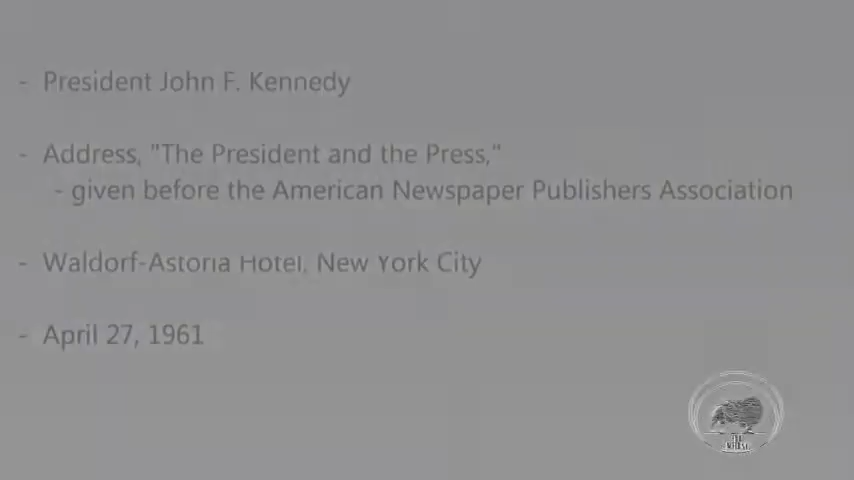 - President John F. Kennedy
- Address, "The President and the Press,"
- given before the American Newspaper Publishers Association
- Waldorf-Astoria Hotel, New York City
- April 27, 1961